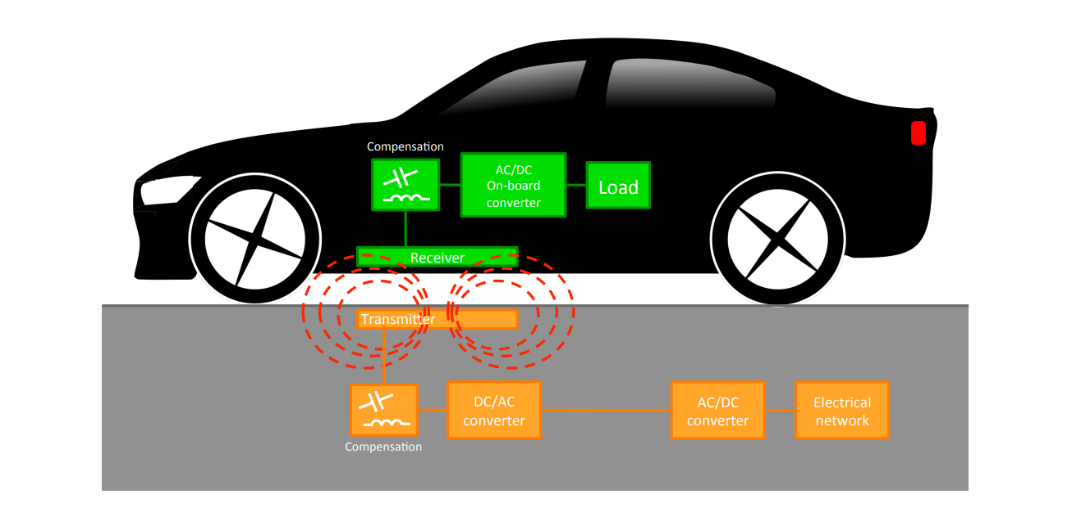 Compensation
AC/DC
On-board
converter
Load
Receiver
Transmitter
DC/AC
converter
AC/DC
converter
Electrical
network
Compensation